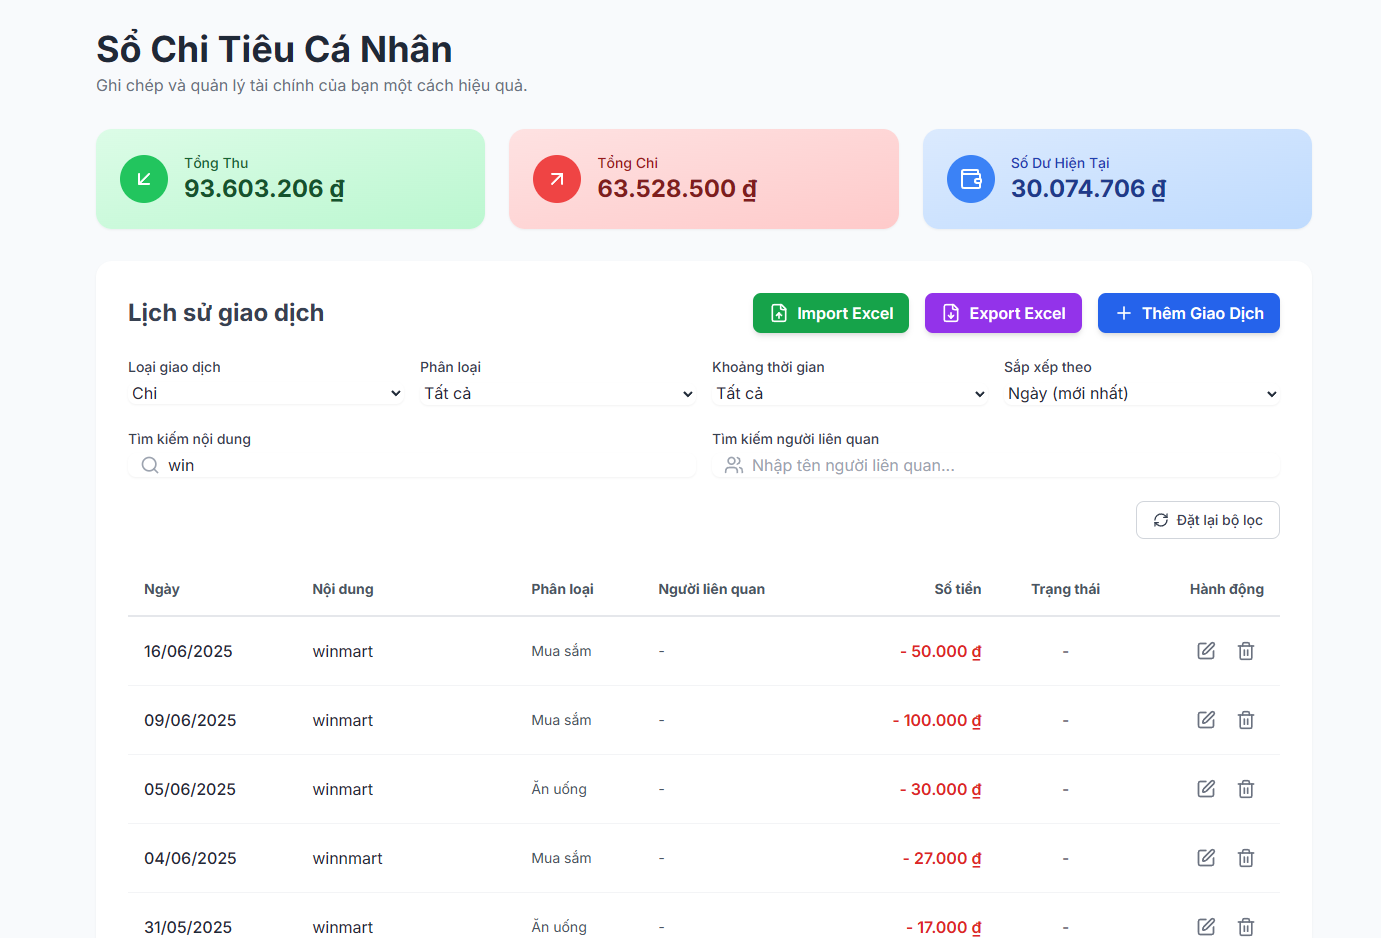 Sổ Chi Tiêu Cá Nhân
Ghi chép và quản lý tài chính của bạn một cách hiệu quả.
Tổng Thu
93.603.206 ₫
Tổng Chi
63.528.500 ₫
Số Dư Hiện Tại
30.074.706 ₫
Lịch sử giao dịch
Import Excel
Export Excel
Thêm Giao Dịch
Loại giao dịch
Chi
Phân loại
Tất cả
Khoảng thời gian
Tất cả
Sắp xếp theo
Ngày (mới nhất)
Tìm kiếm nội dung
win
Tìm kiếm người liên quan
Nhập tên người liên quan...
Đặt lại bộ lọc
Ngày Nội dung Phân loại Người liên quan Số tiền Trạng thái Hành động
16/06/2025 winmart Mua sắm - - 50.000 ₫ -
09/06/2025 winmart Mua sắm - - 100.000 ₫ -
05/06/2025 winmart Ăn uống - - 30.000 ₫ -
04/06/2025 winnmart Mua sắm - - 27.000 ₫ -
31/05/2025 winmart Ăn uống - - 17.000 ₫ -